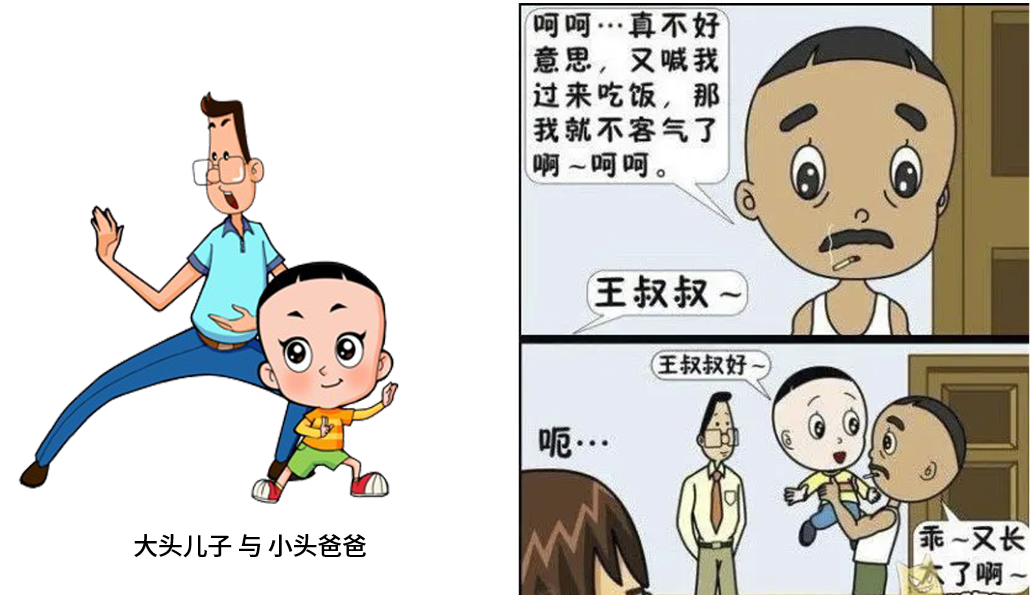 大头儿子 与 小头爸爸
呵呵…真不好
意思，又喊我
过来吃饭，那
我就不客气了
啊~呵呵。
王叔叔~
王叔叔好~
呃…
乖~又长
大了啊~